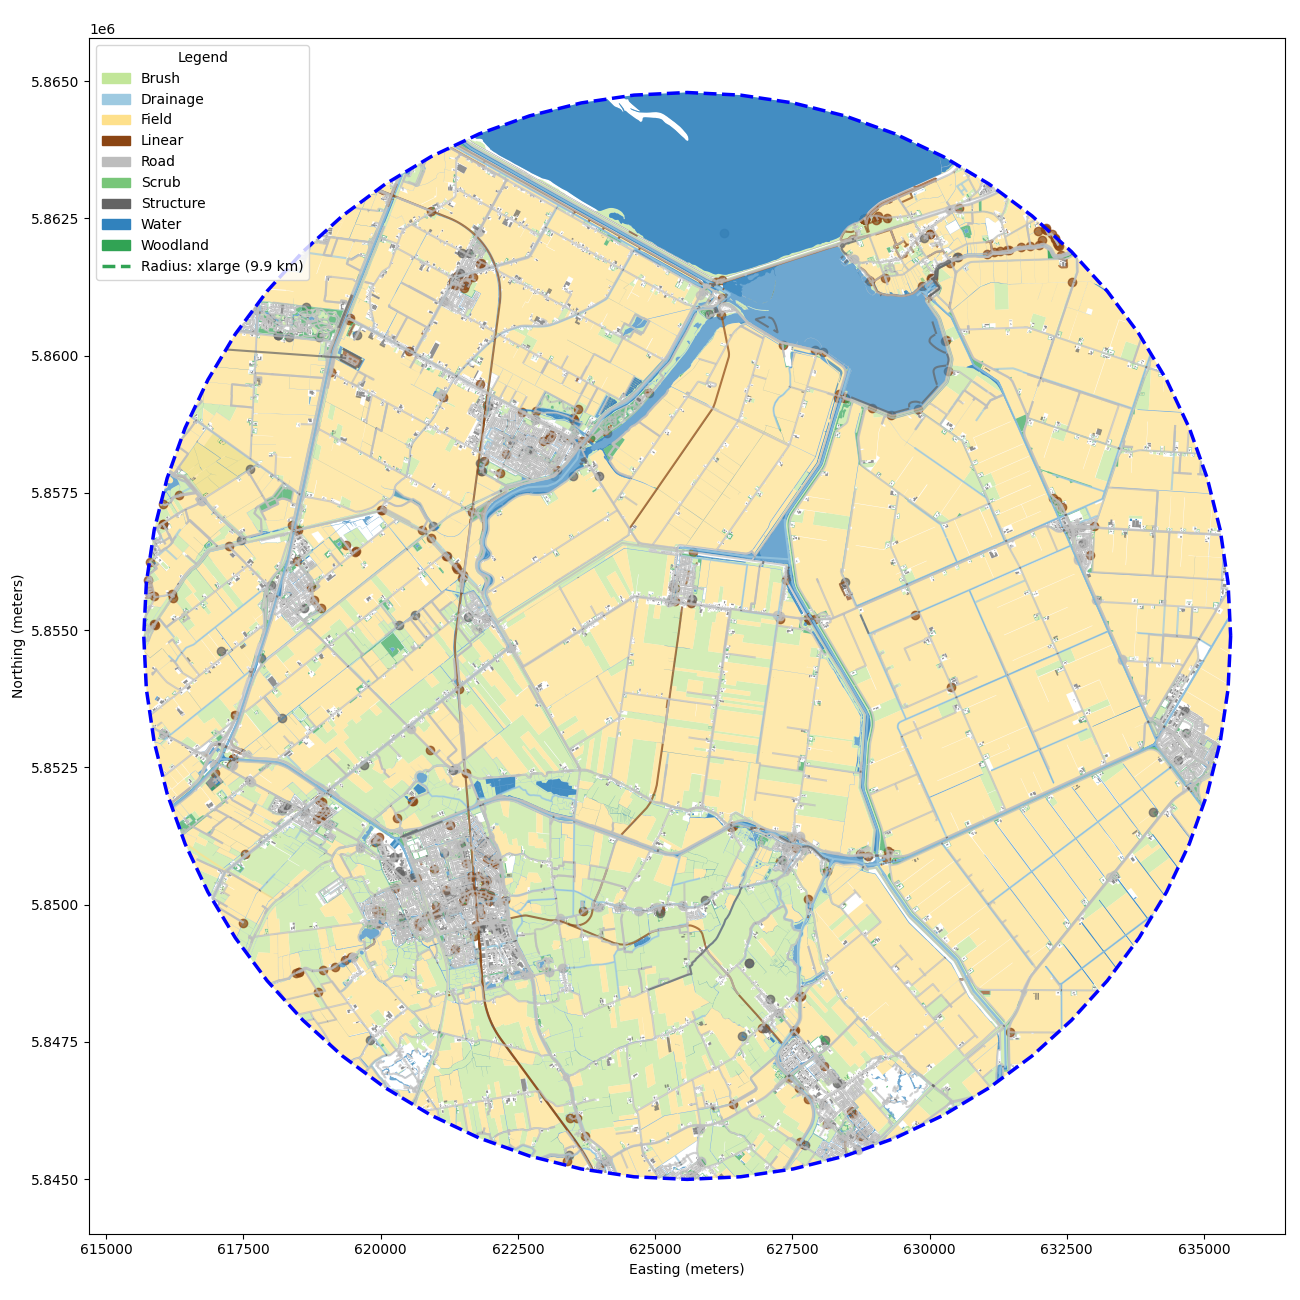 1e6
Legend
Brush
Drainage
Field
Linear
Road
Scrub
Structure
Water
Woodland
Radius: xlarge (9.9 km)
5.8650
5.8625
5.8600
5.8575
5.8550
5.8525
5.8500
5.8475
5.8450
Northing (meters)
615000 617500 620000 622500 625000 627500 630000 632500 635000
Easting (meters)